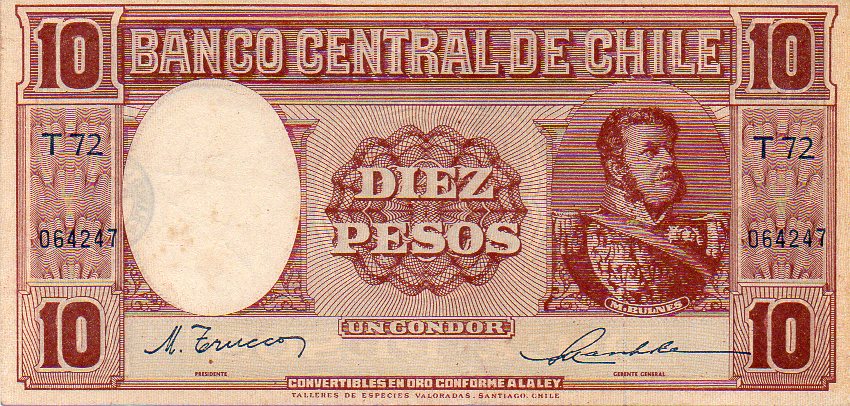 10 BANCO CENTRAL DE CHILE 10
T 72 T 72
DIEZ
PESOS
064247 064247
M. BULNES
10 UN CONDOR 10
M. Trucco
PRESIDENTE GERENTE GENERAL
CONVERTIBLES EN ORO CONFORME A LA LEY
TALLERES DE ESPECIES VALORADAS. SANTIAGO. CHILE